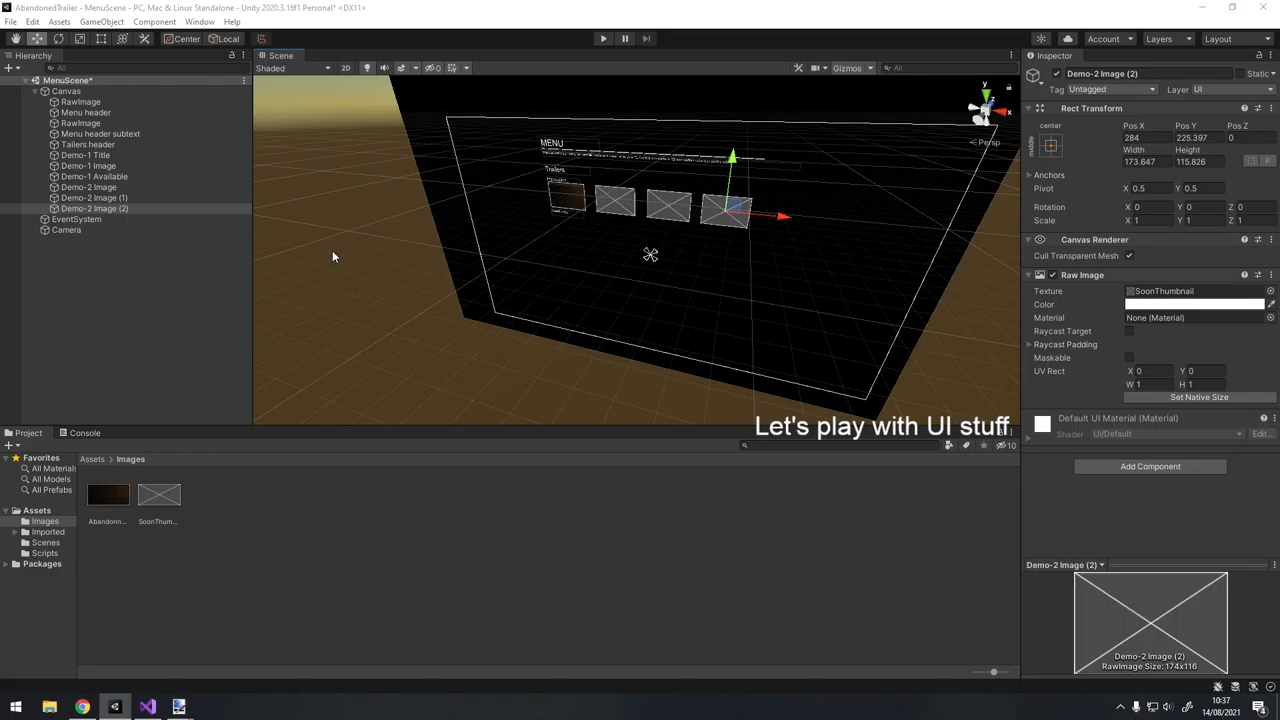 AbandonedTrailer - MenuScene - PC, Mac & Linux Standalone - Unity 2020.3.16f1 Personal* <DX11>
File Edit Assets GameObject Component Window Help
Center Local Account Layers Layout
Hierarchy
All
MenuScene*
Canvas
RawImage
Menu header
RawImage
Menu header subtext
Tailers header
Demo-1 Title
Demo-1 Image
Demo-1 Available
Demo-2 Image
Demo-2 Image (1)
Demo-2 Image (2)
EventSystem
Camera
Scene
Shaded 2D 0 Gizmos All
y
x
Persp
MENU
Trailers
Let's play with UI stuff
Inspector
Demo-2 Image (2) Static
Tag Untagged Layer UI
Rect Transform
center
middle
Pos X Pos Y Pos Z
284 225.397 0
Width Height
173.647 115.826
R
Anchors
Pivot X 0.5 Y 0.5
Rotation X 0 Y 0 Z 0
Scale X 1 Y 1 Z 1
Canvas Renderer
Cull Transparent Mesh
Raw Image
Texture SoonThumbnail
Color
Material None (Material)
Raycast Target
Raycast Padding
Maskable
UV Rect X 0 Y 0
W 1 H 1
Set Native Size
Default UI Material (Material)
Shader UI/Default Edit...
Add Component
Demo-2 Image (2)
Demo-2 Image (2)
RawImage Size: 174x116
Project Console
10
Favorites
All Materials
All Models
All Prefabs
Assets
Images
Imported
Scenes
Scripts
Packages
Assets Images
Abandonn... SoonThum...
10:37
14/08/2021
4